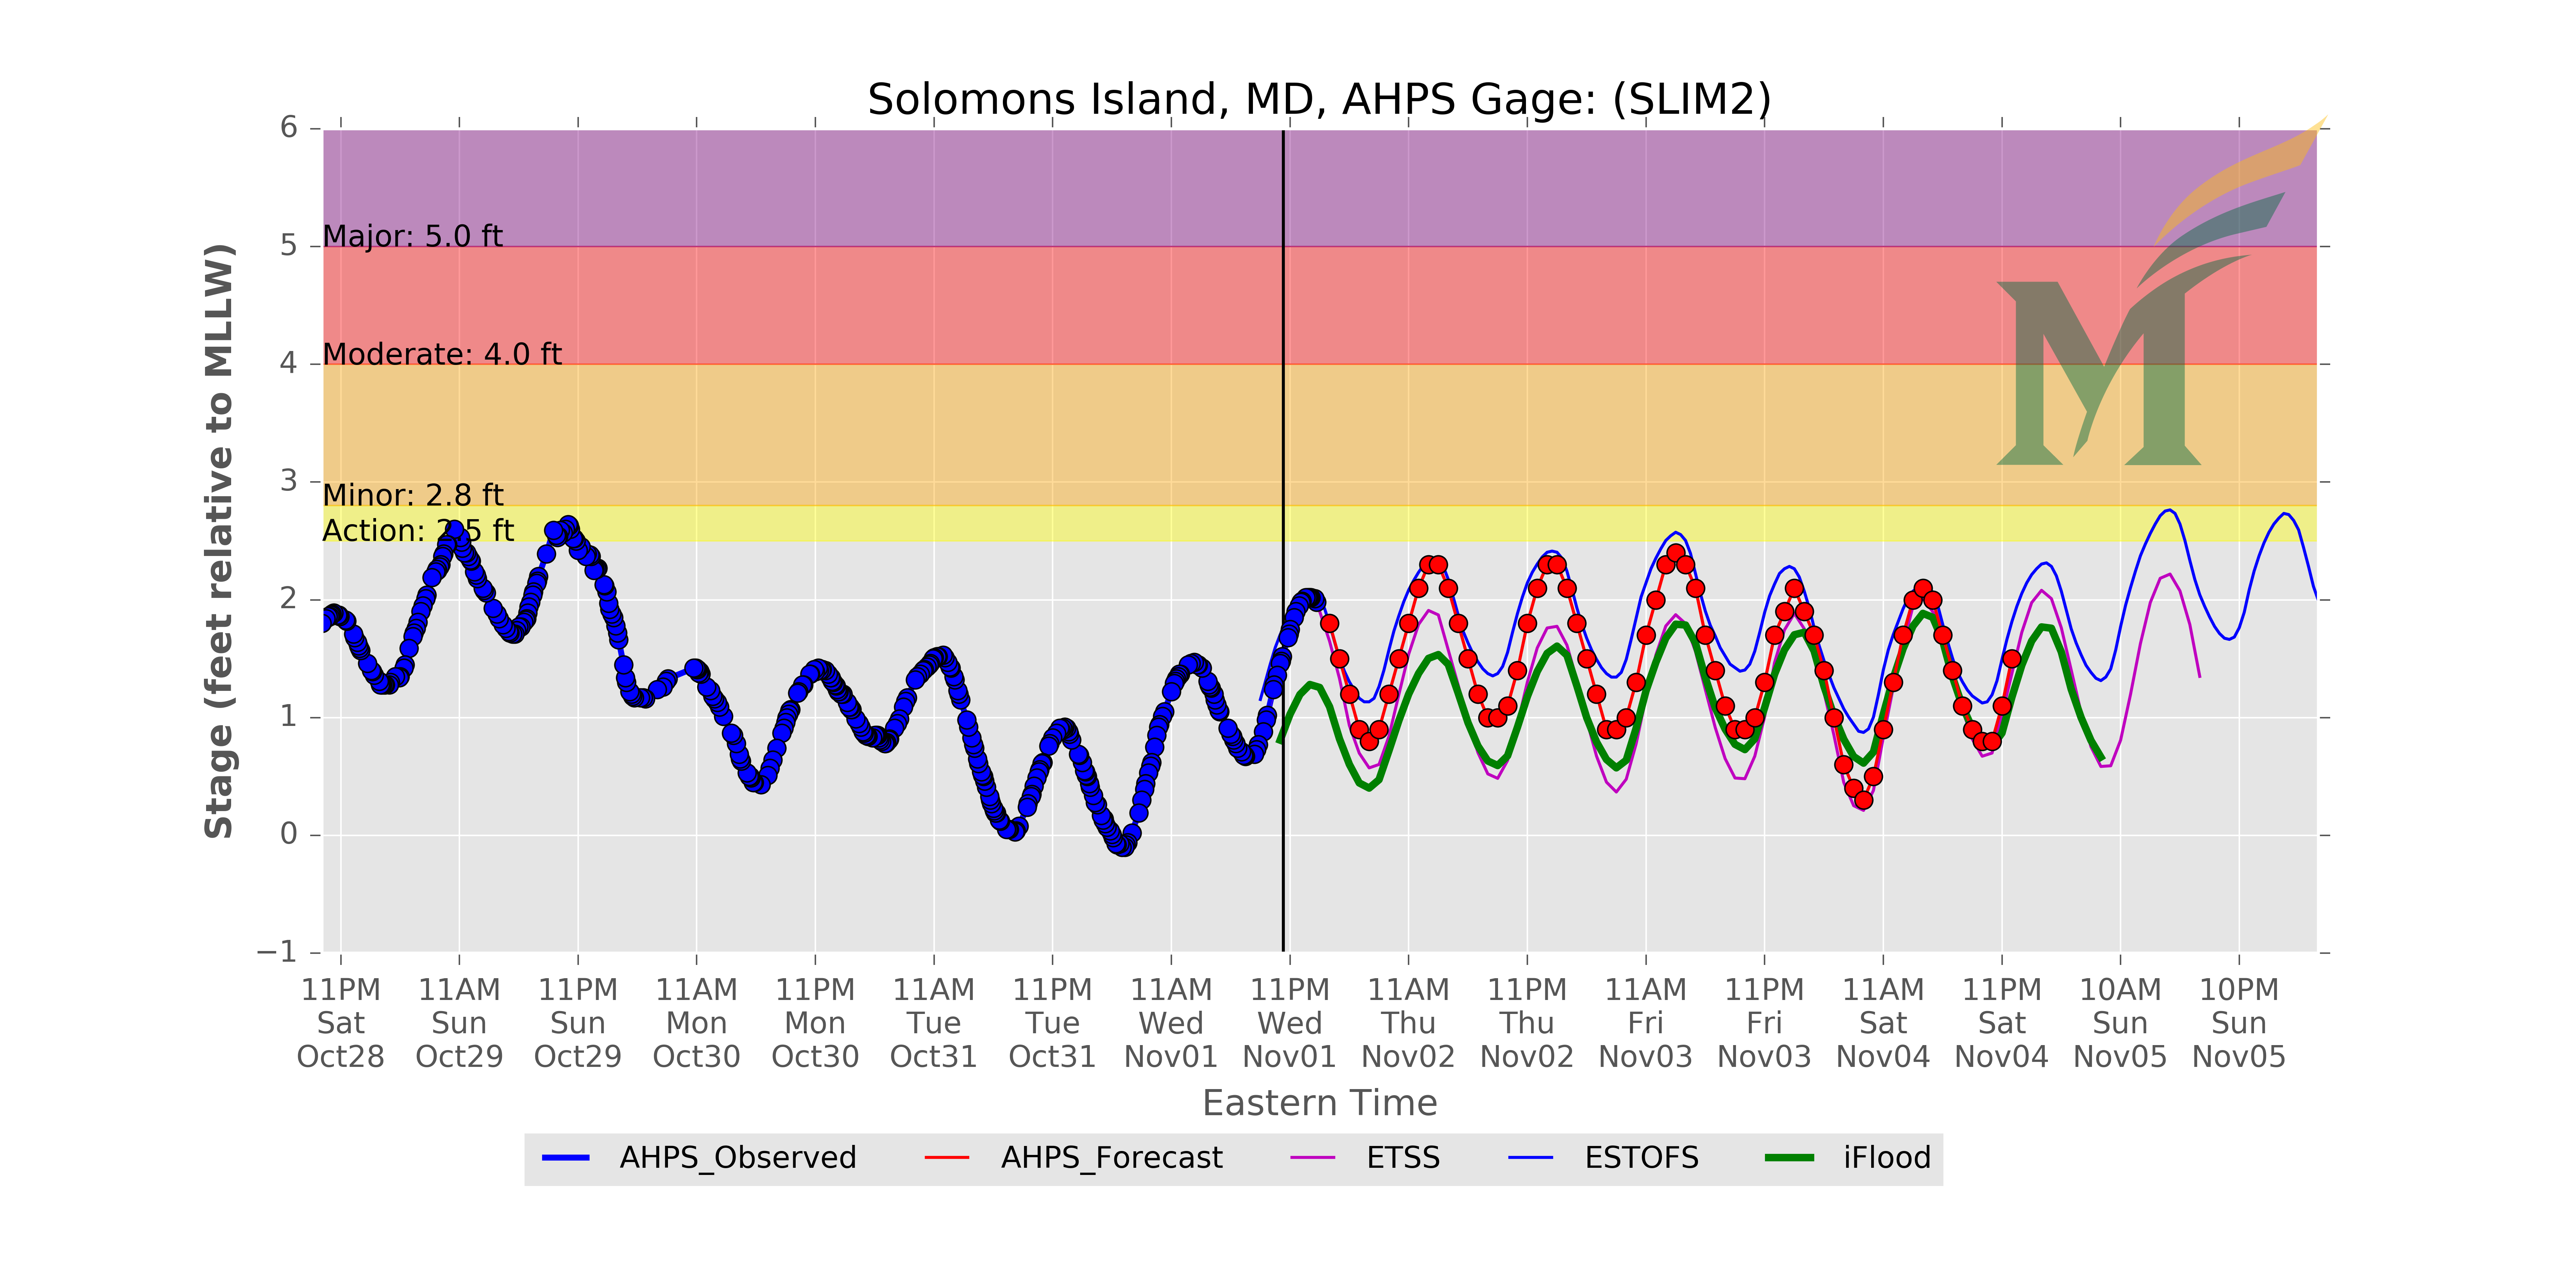 Solomons Island, MD, AHPS Gage: (SLIM2)
6
5
4
3
2
1
0
−1
Stage (feet relative to MLLW)
Major: 5.0 ft
Moderate: 4.0 ft
Minor: 2.8 ft
Action: 2.5 ft
M
11PM 11AM 11PM 11AM 11PM 11AM 11PM 11AM 11PM 11AM 11PM 11AM 11PM 11AM 11PM 10AM 10PM
Sat Sun Sun Mon Mon Tue Tue Wed Wed Thu Thu Fri Fri Sat Sat Sun Sun
Oct28 Oct29 Oct29 Oct30 Oct30 Oct31 Oct31 Nov01 Nov01 Nov02 Nov02 Nov03 Nov03 Nov04 Nov04 Nov05 Nov05
Eastern Time
AHPS_Observed AHPS_Forecast ETSS ESTOFS iFlood